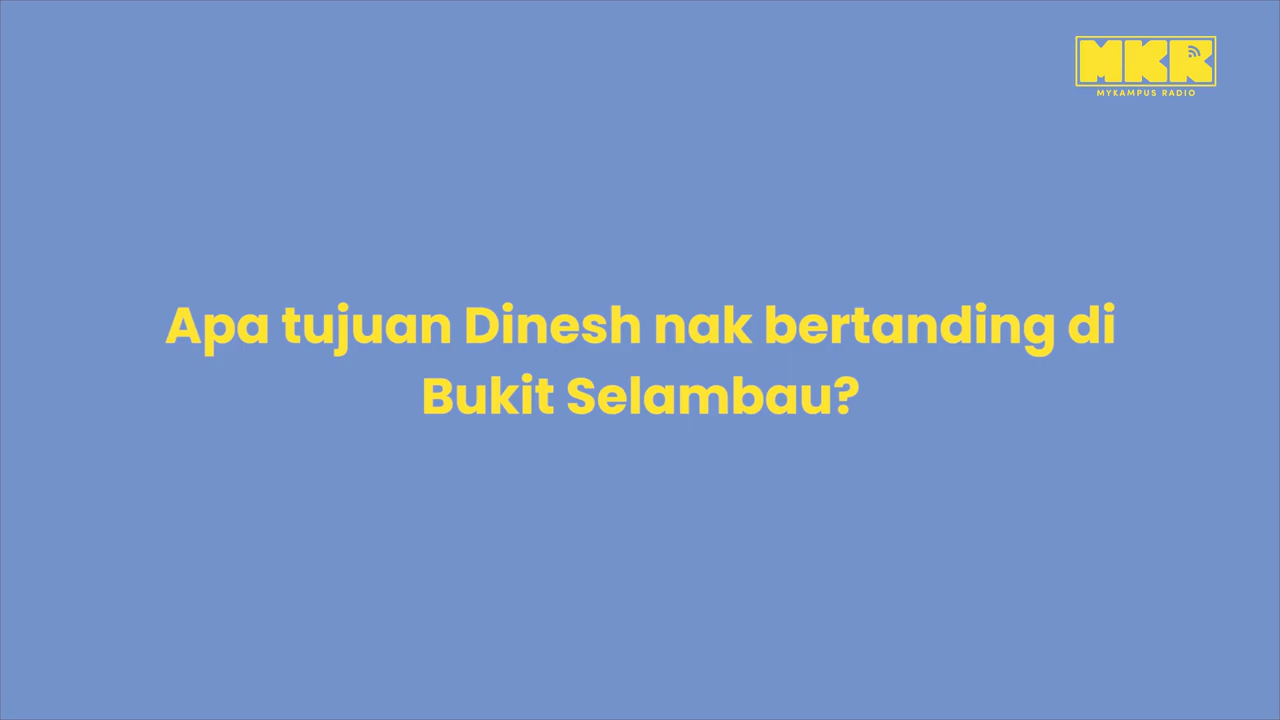 MKR
MYKAMPUS RADIO
Apa tujuan Dinesh nak bertanding di
Bukit Selambau?